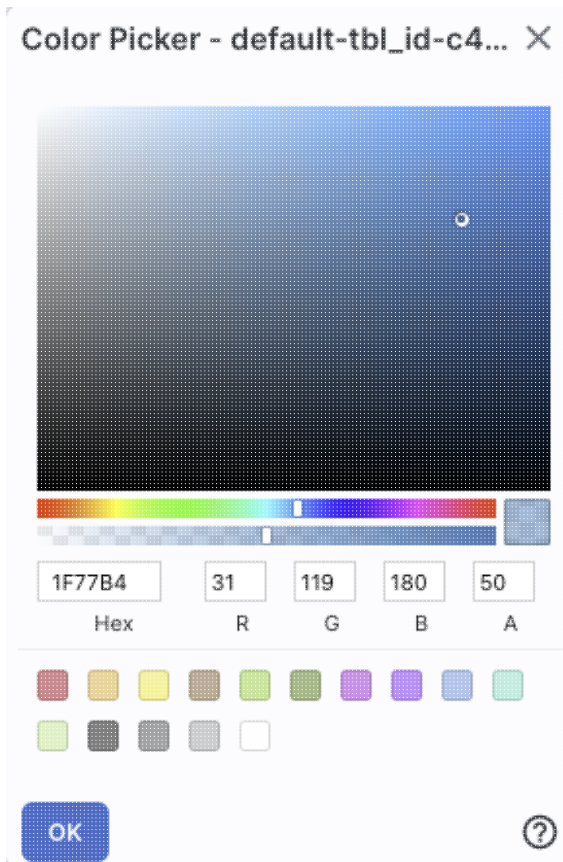 Color Picker - default-tbl_id-c4...
1F77B4 31 119 180 50
Hex R G B A
OK